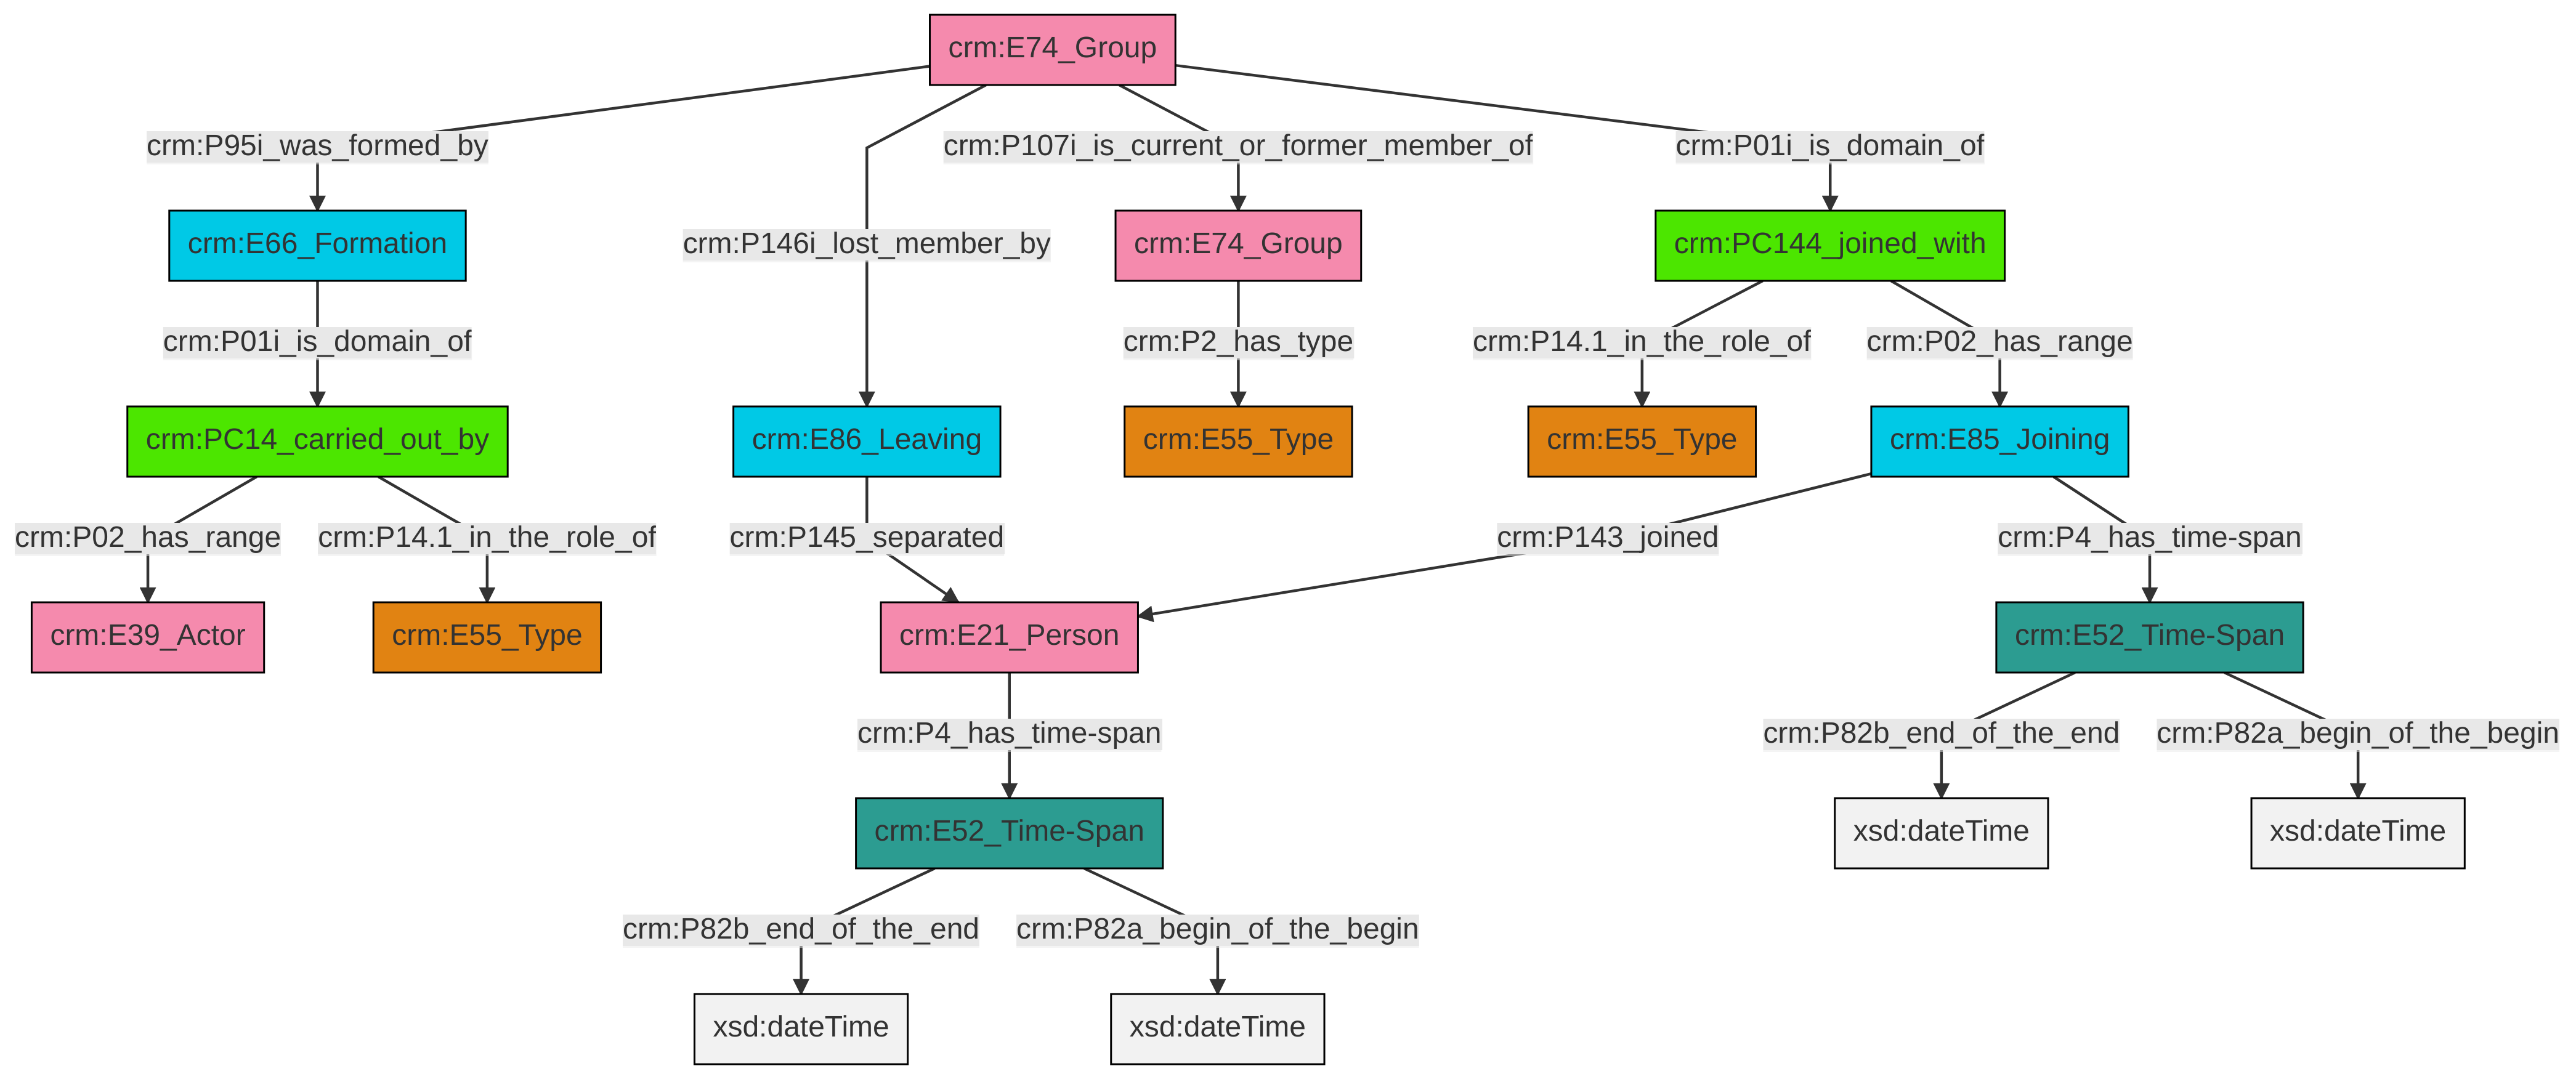 crm:E74_Group
crm:P95i_was_formed_by
crm:P107i_is_current_or_former_member_of
crm:P01i_is_domain_of
crm:E66_Formation
crm:P146i_lost_member_by
crm:E74_Group
crm:PC144_joined_with
crm:P01i_is_domain_of
crm:P2_has_type
crm:P14.1_in_the_role_of
crm:P02_has_range
crm:PC14_carried_out_by
crm:E86_Leaving
crm:E55_Type
crm:E55_Type
crm:E85_Joining
crm:P02_has_range
crm:P14.1_in_the_role_of
crm:P145_separated
crm:P143_joined
crm:P4_has_time-span
crm:E39_Actor
crm:E55_Type
crm:E21_Person
crm:E52_Time-Span
crm:P4_has_time-span
crm:P82b_end_of_the_end
crm:P82a_begin_of_the_begin
crm:E52_Time-Span
xsd:dateTime
xsd:dateTime
crm:P82b_end_of_the_end
crm:P82a_begin_of_the_begin
xsd:dateTime
xsd:dateTime